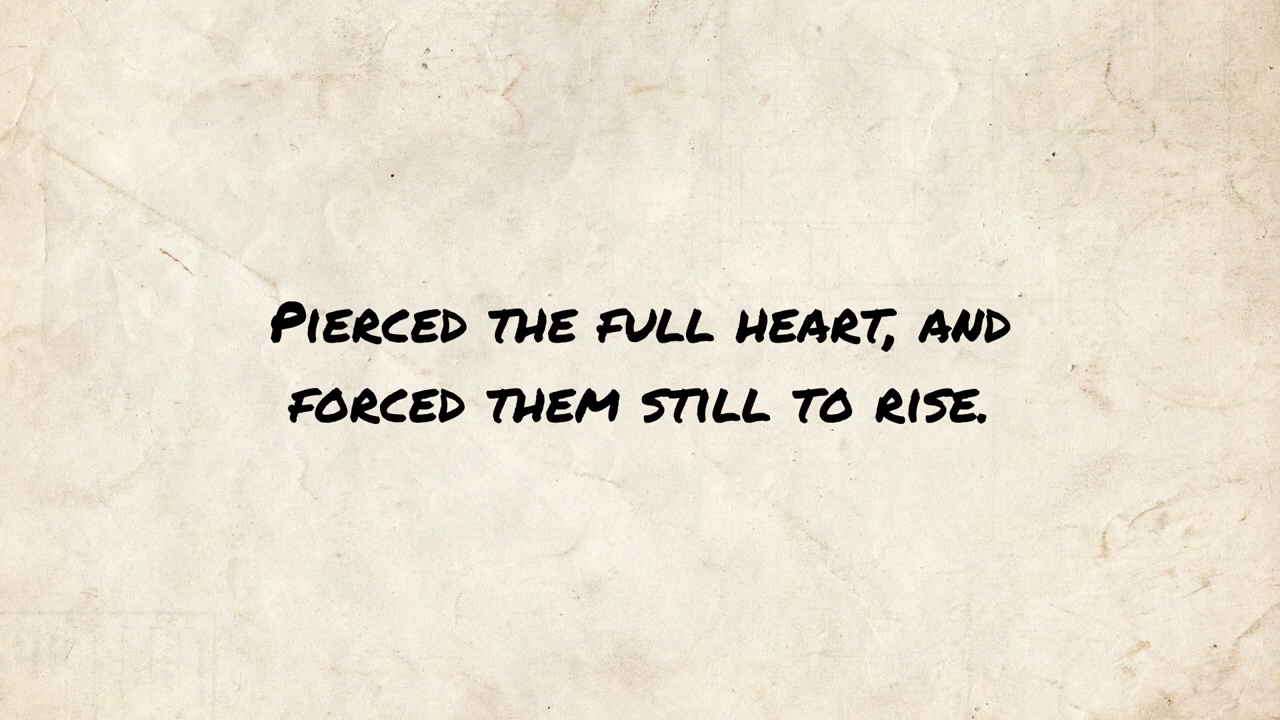 Pierced the full heart, and
forced them still to rise.